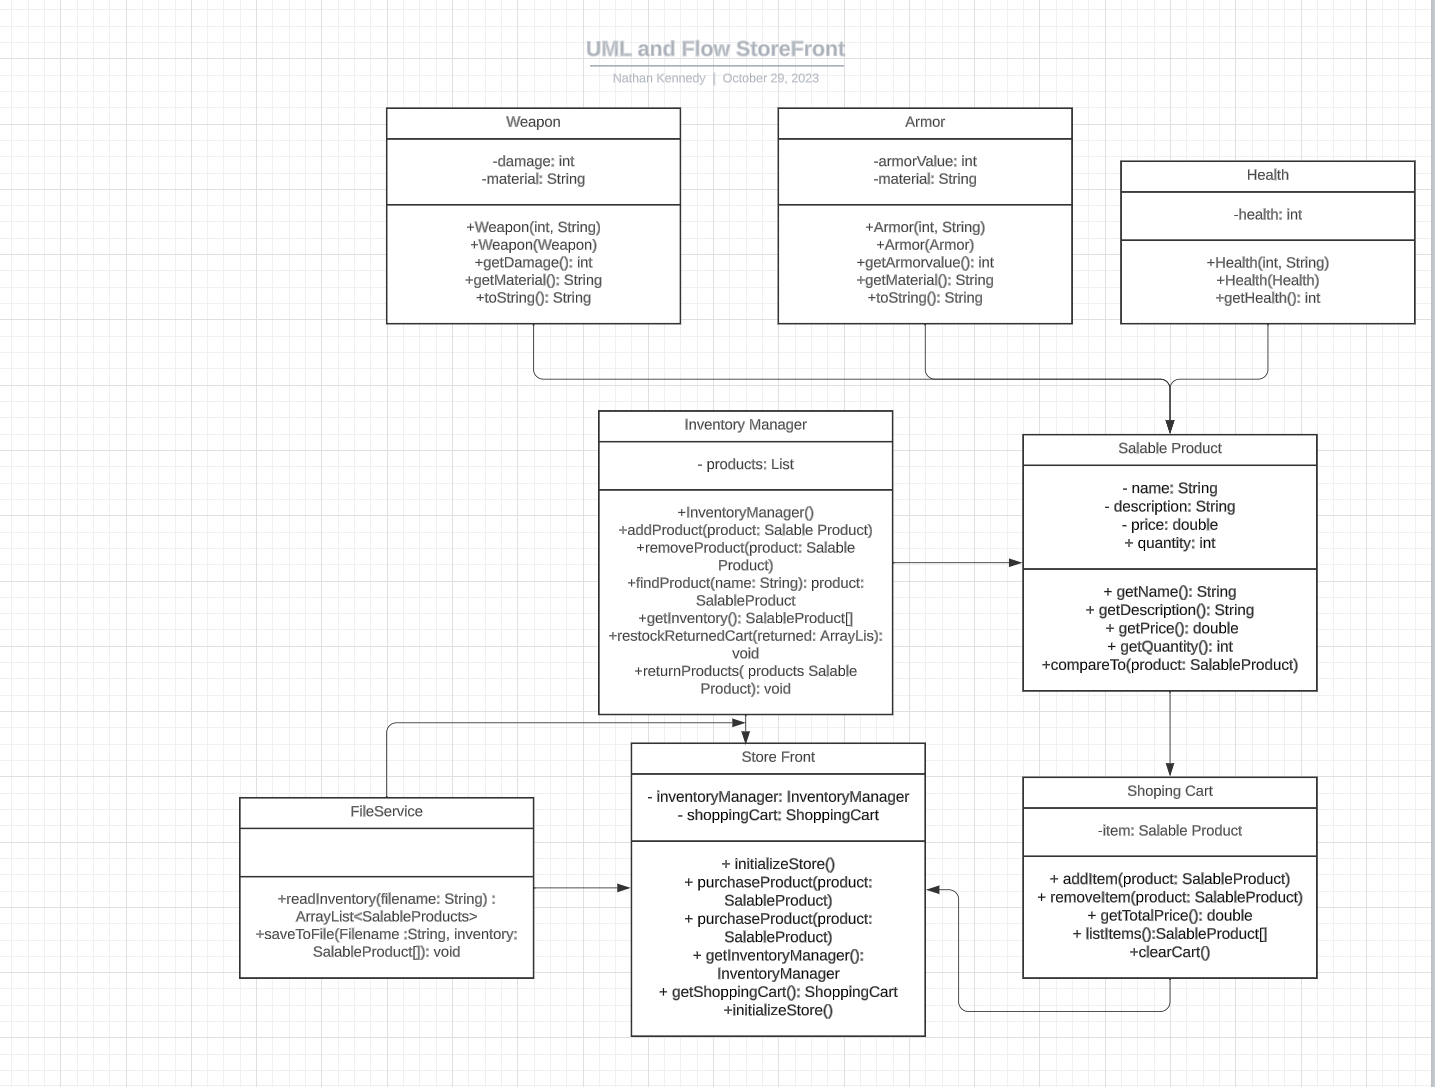 UML and Flow StoreFront
Nathan Kennedy | October 29, 2023
Weapon
-damage: int
-material: String
+Weapon(int, String)
+Weapon(Weapon)
+getDamage(): int
+getMaterial(): String
+toString(): String
Armor
-armorValue: int
-material: String
+Armor(int, String)
+Armor(Armor)
+getArmorvalue(): int
+getMaterial(): String
+toString(): String
Health
-health: int
+Health(int, String)
+Health(Health)
+getHealth(): int
Inventory Manager
- products: List
+InventoryManager()
+addProduct(product: Salable Product)
+removeProduct(product: Salable
Product)
+findProduct(name: String): product:
SalableProduct
+getInventory(): SalableProduct[]
+restockReturnedCart(returned: ArrayLis):
void
+returnProducts( products Salable
Product): void
Salable Product
- name: String
- description: String
- price: double
+ quantity: int
+ getName(): String
+ getDescription(): String
+ getPrice(): double
+ getQuantity(): int
+compareTo(product: SalableProduct)
FileService
+readInventory(filename: String) :
ArrayList<SalableProducts>
+saveToFile(Filename :String, inventory:
SalableProduct[]): void
Store Front
- inventoryManager: InventoryManager
- shoppingCart: ShoppingCart
+ initializeStore()
+ purchaseProduct(product:
SalableProduct)
+ purchaseProduct(product:
SalableProduct)
+ getInventoryManager():
InventoryManager
+ getShoppingCart(): ShoppingCart
+initializeStore()
Shoping Cart
-item: Salable Product
+ addItem(product: SalableProduct)
+ removeItem(product: SalableProduct)
+ getTotalPrice(): double
+ listItems():SalableProduct[]
+clearCart()